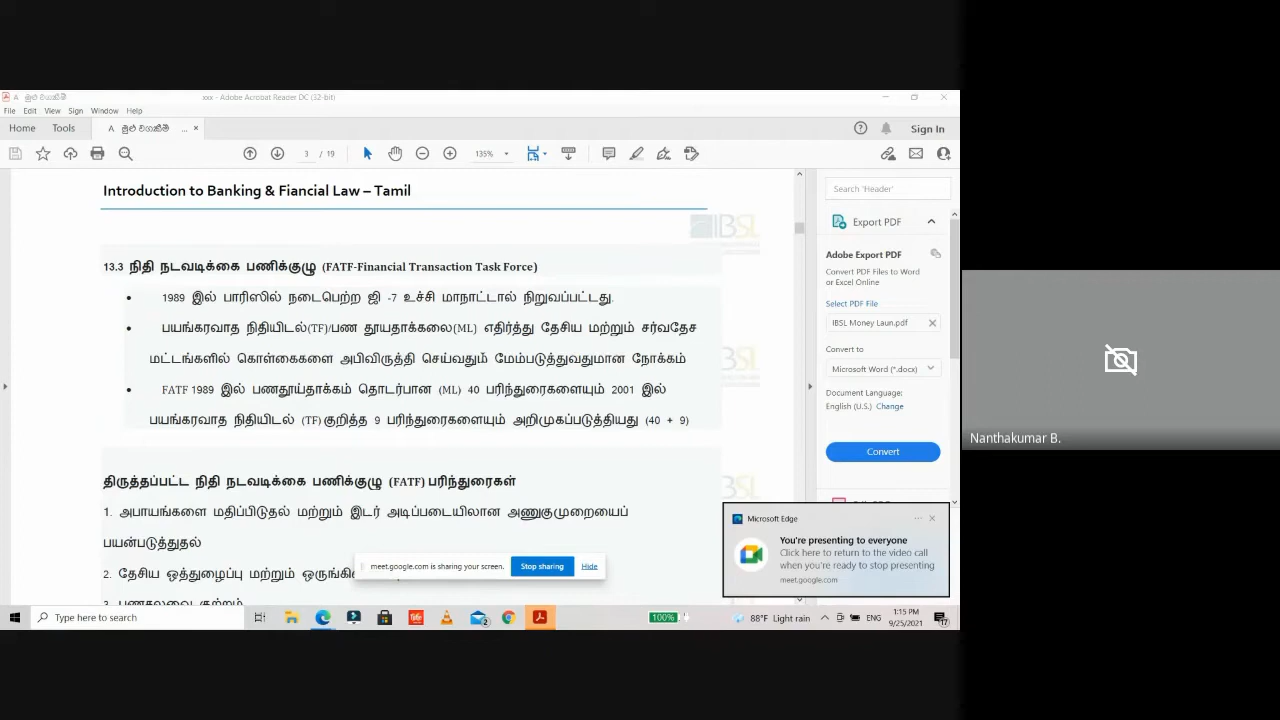 A මුළු වගකීම්
xxx - Adobe Acrobat Reader DC (32-bit)
File Edit View Sign Window Help
Home Tools A මුළු වගකීම් ... × Sign In
3 / 19 135%
Introduction to Banking & Fiancial Law – Tamil
IBSL
13.3 நிதி நடவடிக்கை பணிக்குழு (FATF-Financial Transaction Task Force)
• 1989 இல் பாரிஸில் நடைபெற்ற ஜி -7 உச்சி மாநாட்டால் நிறுவப்பட்டது.
• பயங்கரவாத நிதியிடல்(TF)/பண தூயதாக்கலை(ML) எதிர்த்து தேசிய மற்றும் சர்வதேச
மட்டங்களில் கொள்கைகளை அபிவிருத்தி செய்வதும் மேம்படுத்துவதுமான நோக்கம்
• FATF 1989 இல் பணதூய்தாக்கம் தொடர்பான (ML) 40 பரிந்துரைகளையும் 2001 இல்
பயங்கரவாத நிதியிடல் (TF) குறித்த 9 பரிந்துரைகளையும் அறிமுகப்படுத்தியது (40 + 9)
திருத்தப்பட்ட நிதி நடவடிக்கை பணிக்குழு (FATF) பரிந்துரைகள்
1. அபாயங்களை மதிப்பிடுதல் மற்றும் இடர் அடிப்படையிலான அணுகுமுறையைப்
பயன்படுத்துதல்
2. தேசிய ஒத்துழைப்பு மற்றும்
Search 'Header'
Export PDF
Adobe Export PDF
Convert PDF Files to Word
or Excel Online
Select PDF File
IBSL Money Laun.pdf
Convert to
Microsoft Word (*.docx)
Document Language:
English (U.S.) Change
Convert
meet.google.com is sharing your screen. Stop sharing Hide
Microsoft Edge
You're presenting to everyone
Click here to return to the video call
when you're ready to stop presenting
meet.google.com
Type here to search
100%
88°F Light rain
ENG
1:15 PM
9/25/2021
17
Nanthakumar B.